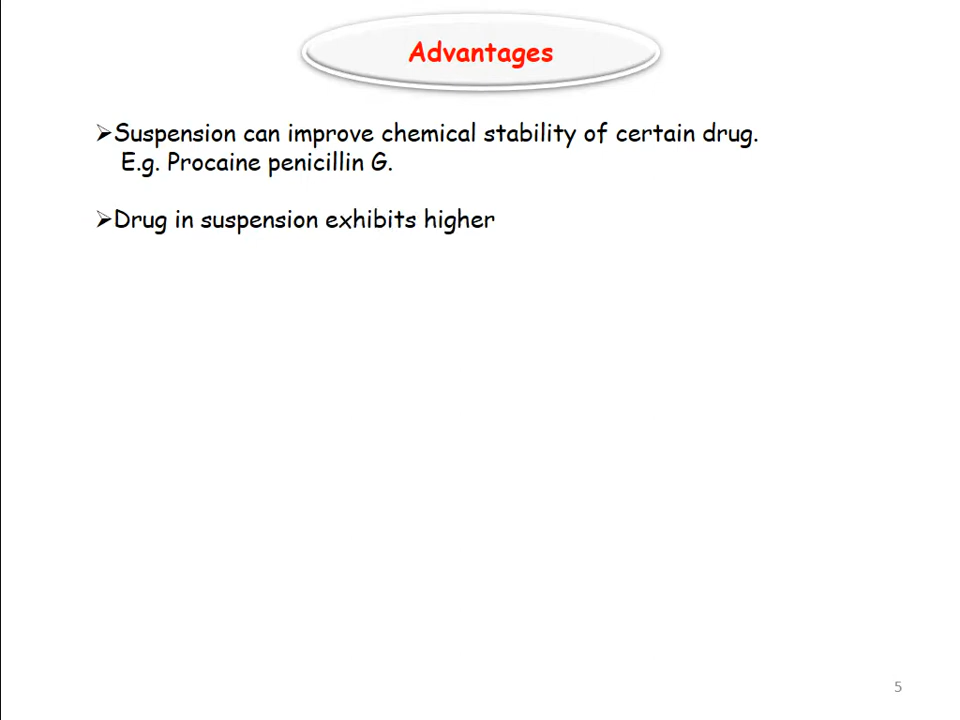 Advantages
➢Suspension can improve chemical stability of certain drug.
E.g. Procaine penicillin G.
➢Drug in suspension exhibits higher
5